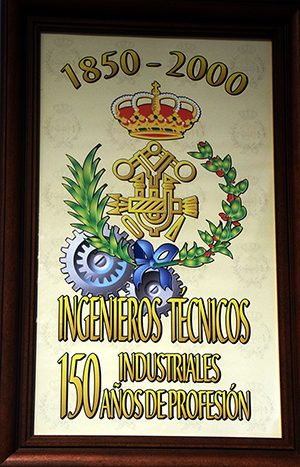 1850-2000
INGENIEROS TÉCNICOS
INDUSTRIALES
150 AÑOS DE PROFESIÓN